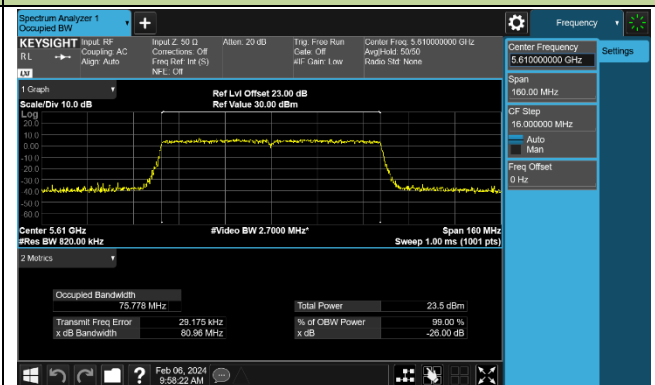 Spectrum Analyzer 1
Occupied BW
+
Frequency
KEYSIGHT
RL
LXI
Input: RF
Coupling: AC
Align: Auto
Input Z: 50 Ω
Corrections: Off
Freq Ref: Int (S)
NFE: Off
Atten: 20 dB
Trig: Free Run
Gate: Off
#IF Gain: Low
Center Freq: 5.610000000 GHz
Avg|Hold: 50/50
Radio Std: None
Center Frequency
5.610000000 GHz
Settings
Span
160.00 MHz
CF Step
16.000000 MHz
Auto
Man
Freq Offset
0 Hz
1 Graph
Scale/Div 10.0 dB
Ref Lvl Offset 23.00 dB
Ref Value 30.00 dBm
Log
20.0
10.0
0.00
-10.0
-20.0
-30.0
-40.0
-50.0
-60.0
Center 5.61 GHz
#Video BW 2.7000 MHz*
Span 160 MHz
#Res BW 820.00 kHz
Sweep 1.00 ms (1001 pts)
2 Metrics
Occupied Bandwidth
75.778 MHz
Total Power 23.5 dBm
Transmit Freq Error 29.175 kHz
% of OBW Power 99.00 %
x dB Bandwidth 80.96 MHz
x dB -26.00 dB
?
Feb 06, 2024
9:58:22 AM